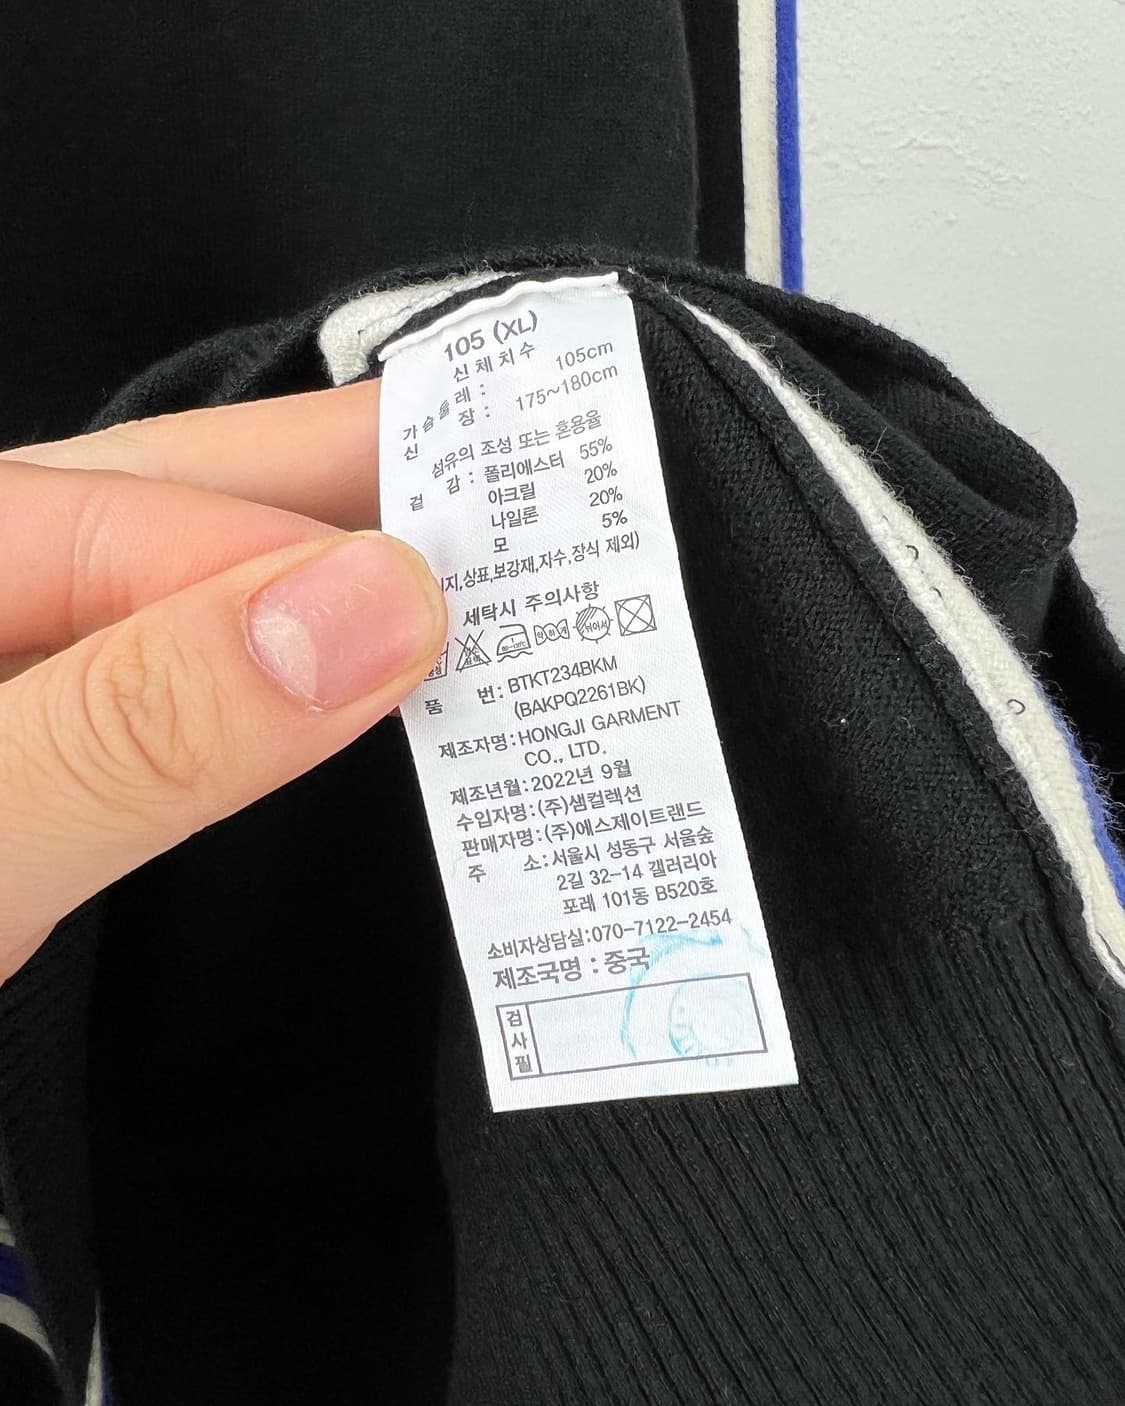 105 (XL)
신체치수
가슴둘레 : 105cm
신 장 : 175~180cm
섬유의 조성 또는 혼용율
겉 감 : 폴리에스터 55%
아크릴 20%
나일론 20%
모 5%
지,상표,보강재,자수,장식 제외)
세탁시 주의사항
80~120℃
약하게
뉘어서
품 번: BTKT234BKM
(BAKPQ2261BK)
제조자명:HONGJI GARMENT
CO., LTD.
제조년월:2022년 9월
수입자명:(주)샘컬렉션
판매자명:(주)에스제이트렌드
주 소:서울시 성동구 서울숲
2길 32-14 갤러리아
포레 101동 B520호
소비자상담실:070-7122-2454
제조국명 : 중국
검사필